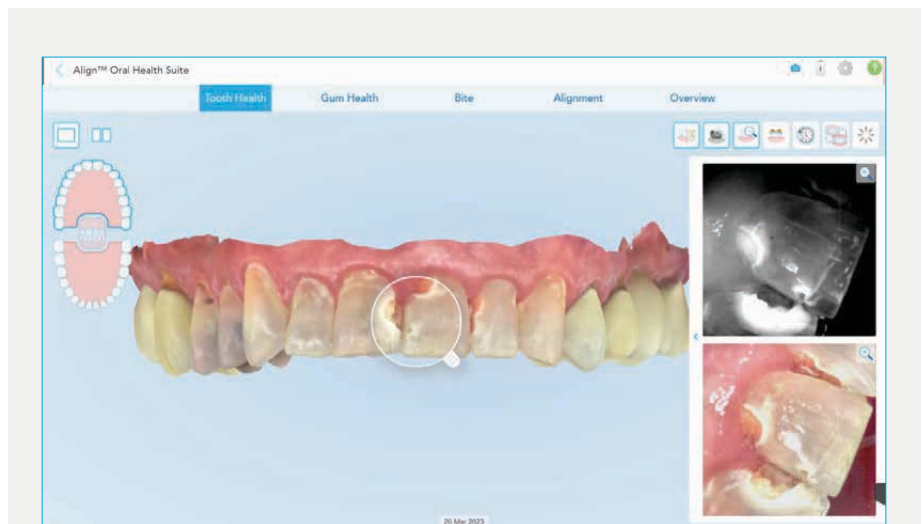 Align™ Oral Health Suite
Tooth Health Gum Health Bite Alignment Overview
20 Mar 2023